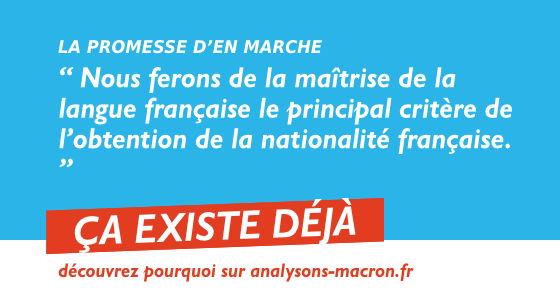 LA PROMESSE D’EN MARCHE
“ Nous ferons de la maîtrise de la
langue française le principal critère de
l’obtention de la nationalité française.
”
ÇA EXISTE DÉJÀ
découvrez pourquoi sur analysons-macron.fr